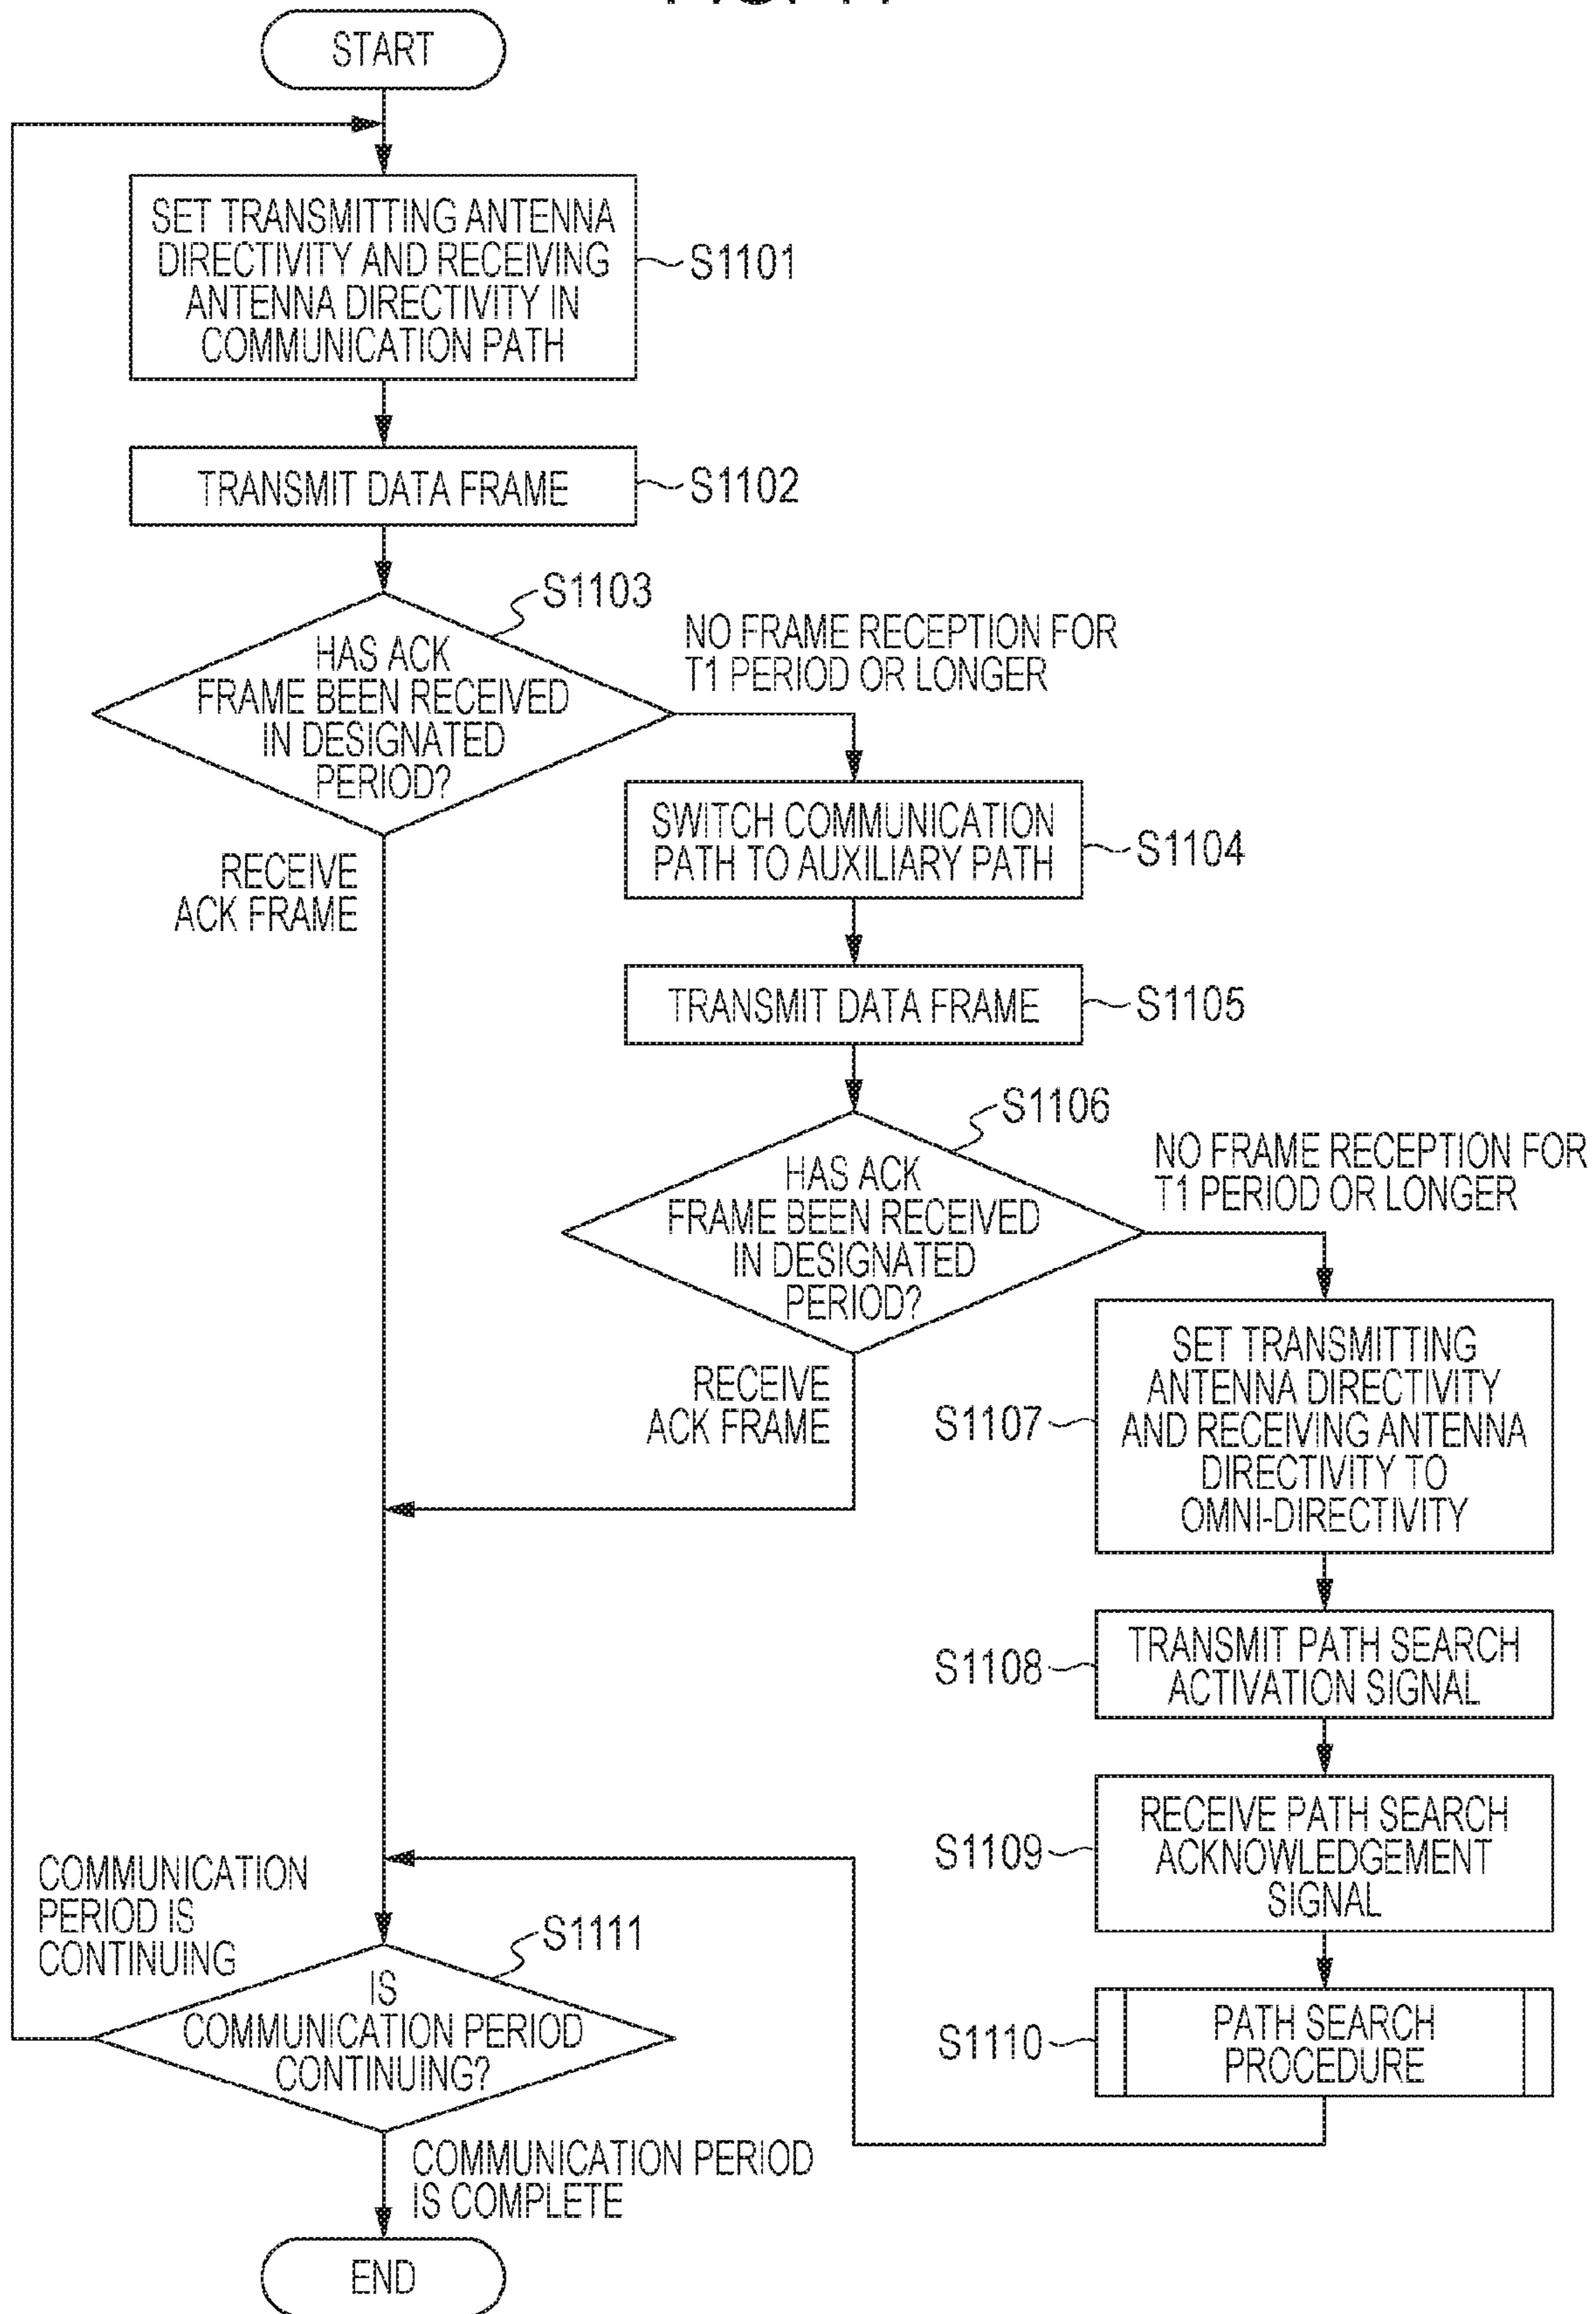 START
SET TRANSMITTING ANTENNA
DIRECTIVITY AND RECEIVING
ANTENNA DIRECTIVITY IN
COMMUNICATION PATH
S1101
TRANSMIT DATA FRAME
S1102
S1103
HAS ACK
FRAME BEEN RECEIVED
IN DESIGNATED
PERIOD?
NO FRAME RECEPTION FOR
T1 PERIOD OR LONGER
RECEIVE
ACK FRAME
SWITCH COMMUNICATION
PATH TO AUXILIARY PATH
S1104
TRANSMIT DATA FRAME
S1105
S1106
HAS ACK
FRAME BEEN RECEIVED
IN DESIGNATED
PERIOD?
NO FRAME RECEPTION FOR
T1 PERIOD OR LONGER
RECEIVE
ACK FRAME
S1107
SET TRANSMITTING
ANTENNA DIRECTIVITY
AND RECEIVING ANTENNA
DIRECTIVITY TO
OMNI-DIRECTIVITY
S1108
TRANSMIT PATH SEARCH
ACTIVATION SIGNAL
S1109
RECEIVE PATH SEARCH
ACKNOWLEDGEMENT
SIGNAL
S1110
PATH SEARCH
PROCEDURE
COMMUNICATION
PERIOD IS
CONTINUING
S1111
IS
COMMUNICATION PERIOD
CONTINUING?
COMMUNICATION PERIOD
IS COMPLETE
END